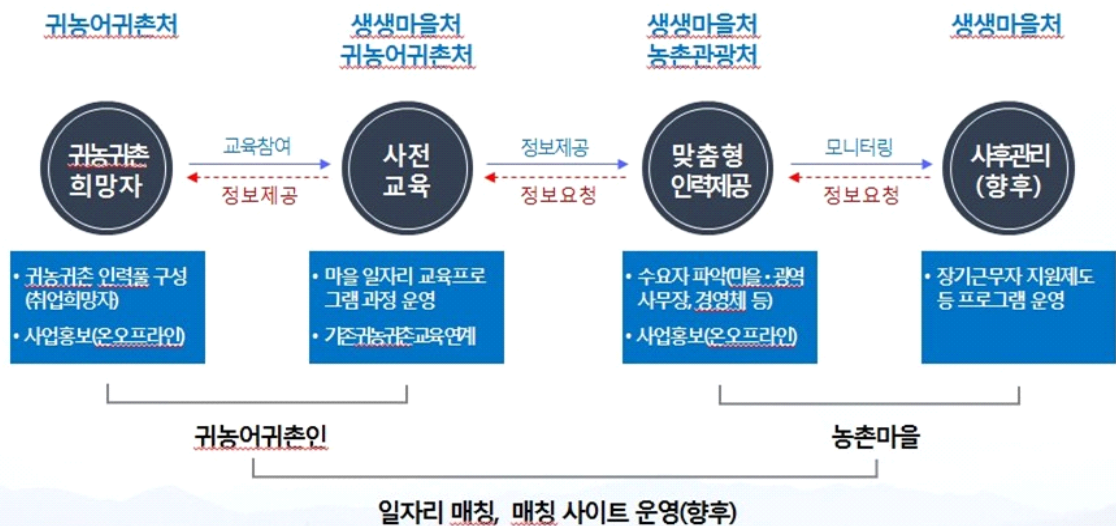 귀농어귀촌처
생생마을처
귀농어귀촌처
생생마을처
농촌관광처
생생마을처
귀농귀촌
희망자
교육참여
정보제공
사전
교육
정보제공
정보요청
맞춤형
인력제공
모니터링
정보요청
사후관리
(향후)
• 귀농귀촌 인력풀 구성
(취업희망자)
• 사업홍보(온오프라인)
• 마을 일자리 교육프로
그램 과정 운영
• 기존귀농귀촌교육연계
• 수요자 파악(마을·광역
사무장, 경영체 등)
• 사업홍보(온오프라인)
• 장기근무자 지원제도
등 프로그램 운영
귀농어귀촌인
농촌마을
일자리 매칭, 매칭 사이트 운영(향후)